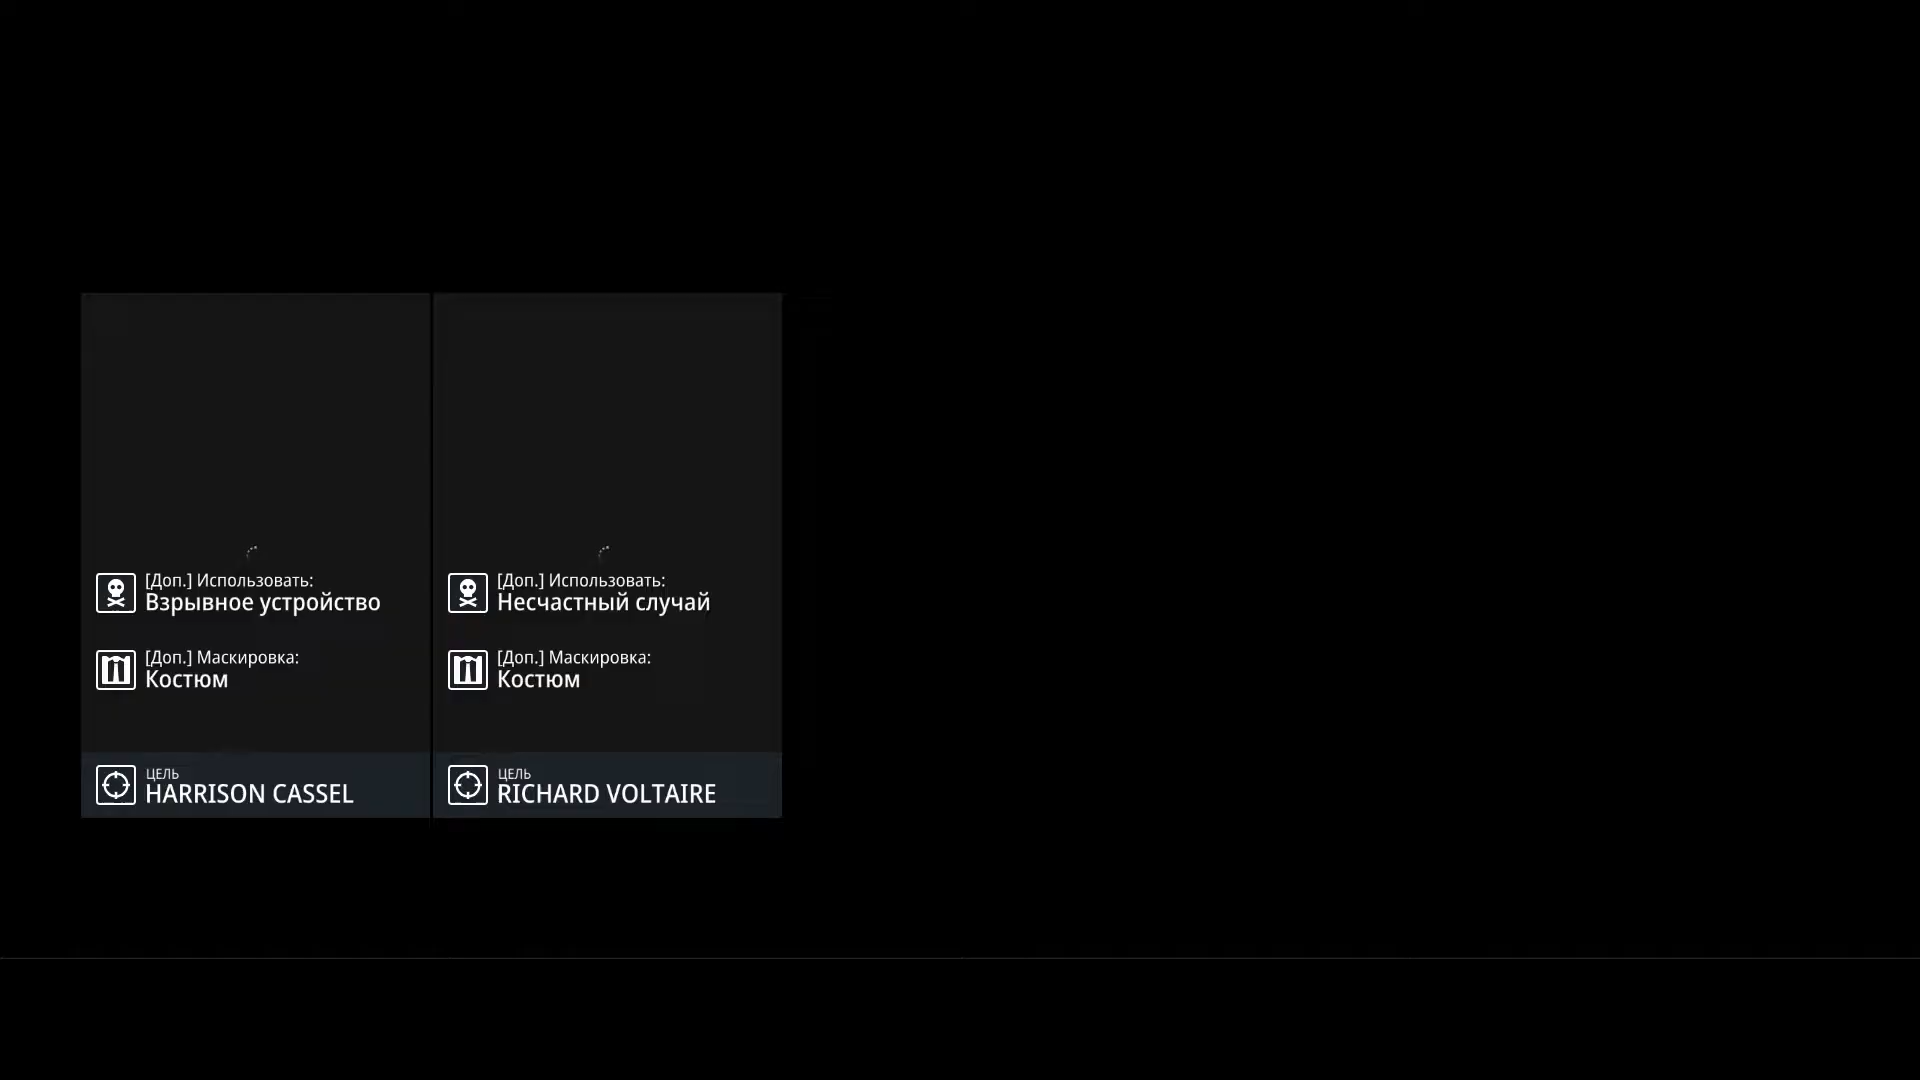 [Доп.] Использовать:
Взрывное устройство
[Доп.] Маскировка:
Костюм
ЦЕЛЬ
HARRISON CASSEL
[Доп.] Использовать:
Несчастный случай
[Доп.] Маскировка:
Костюм
ЦЕЛЬ
RICHARD VOLTAIRE